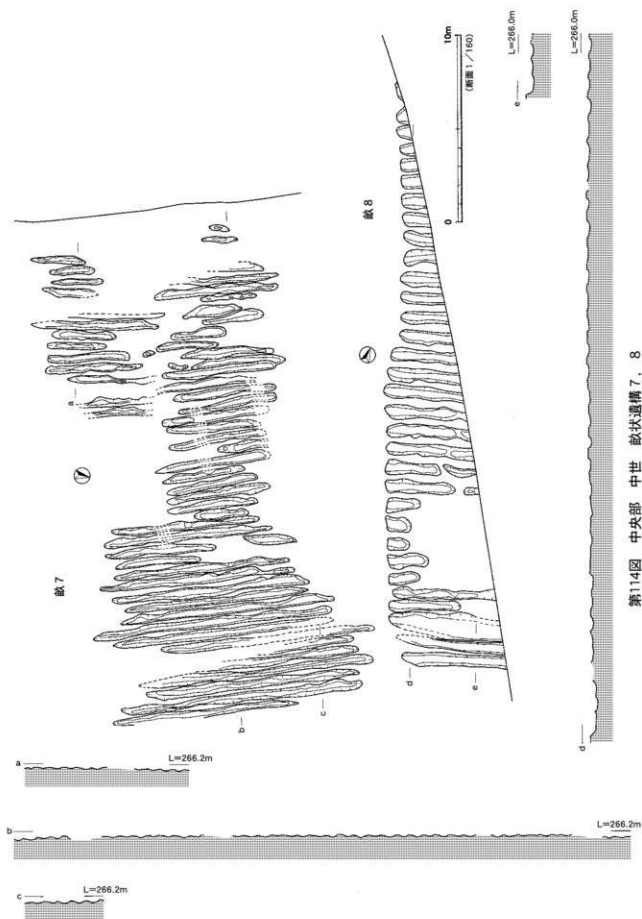 畝7
a
b
c
畝8
d
e
0
10m
(断面1/160)
a
L=266.2m
b
L=266.2m
c
L=266.2m
d
L=266.0m
e
L=266.0m
第114図 中央部 中世 畝状遺構7，8